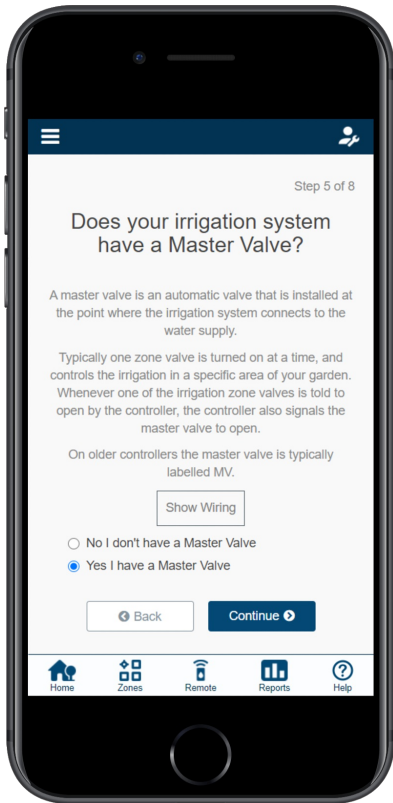 Step 5 of 8
Does your irrigation system
have a Master Valve?
A master valve is an automatic valve that is installed at
the point where the irrigation system connects to the
water supply.
Typically one zone valve is turned on at a time, and
controls the irrigation in a specific area of your garden.
Whenever one of the irrigation zone valves is told to
open by the controller, the controller also signals the
master valve to open.
On older controllers the master valve is typically
labelled MV.
Show Wiring
No I don't have a Master Valve
Yes I have a Master Valve
Back
Continue
Home
Zones
Remote
Reports
Help